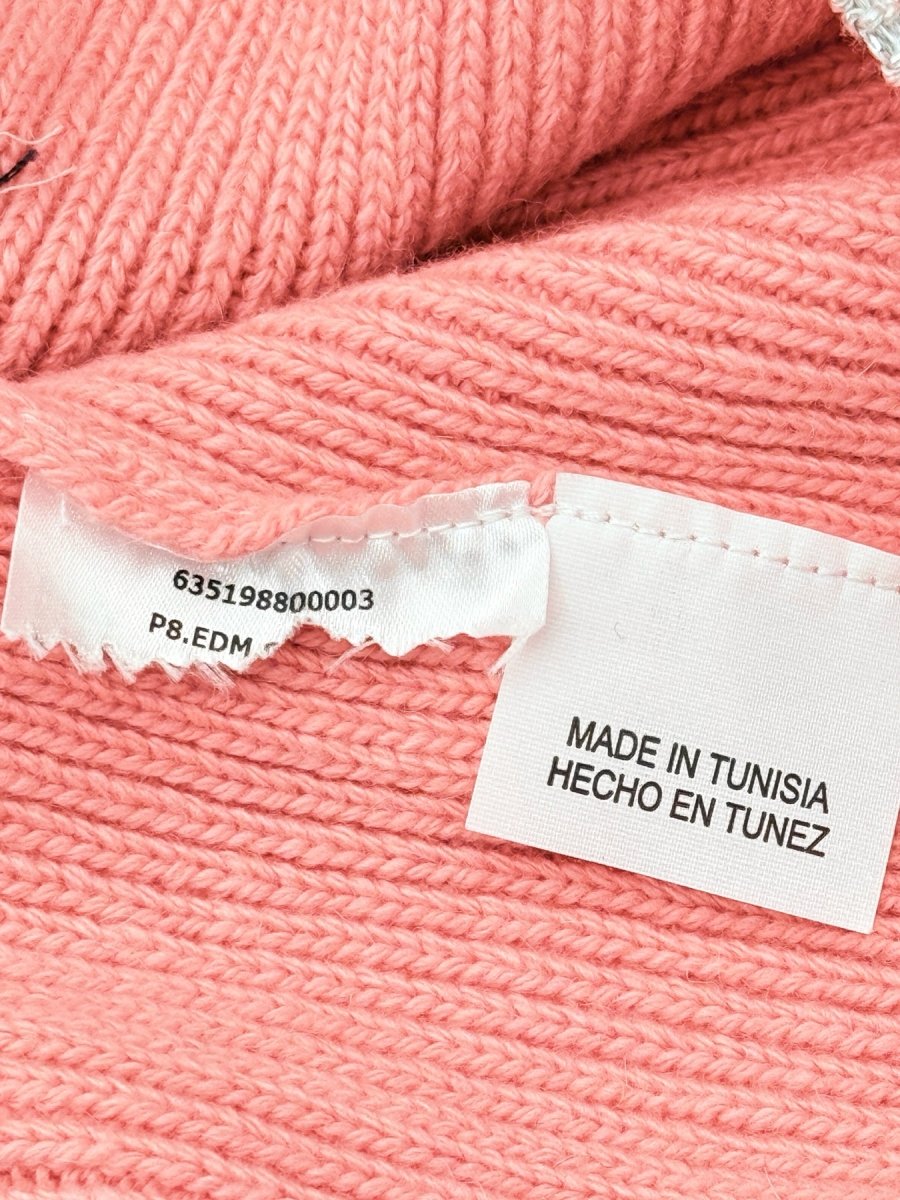 635198800003
P8.EDM
MADE IN TUNISIA
HECHO EN TUNEZ